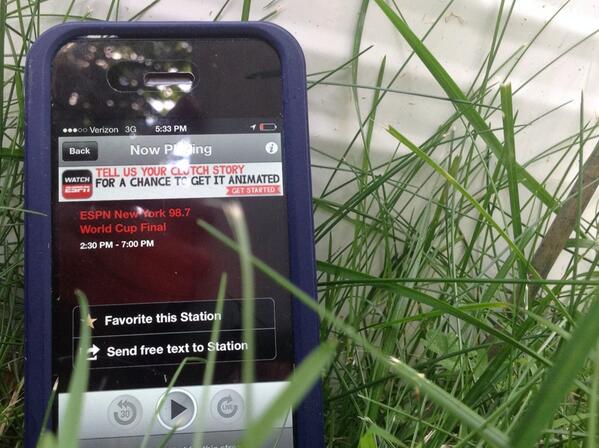 Verizon 3G 5:33 PM
Back Now Playing i
WATCH ESPN
TELL US YOUR CLUTCH STORY
FOR A CHANCE TO GET IT ANIMATED
GET STARTED
ESPN New York 98.7
World Cup Final
2:30 PM - 7:00 PM
Favorite this Station
Send free text to Station
30 LIVE